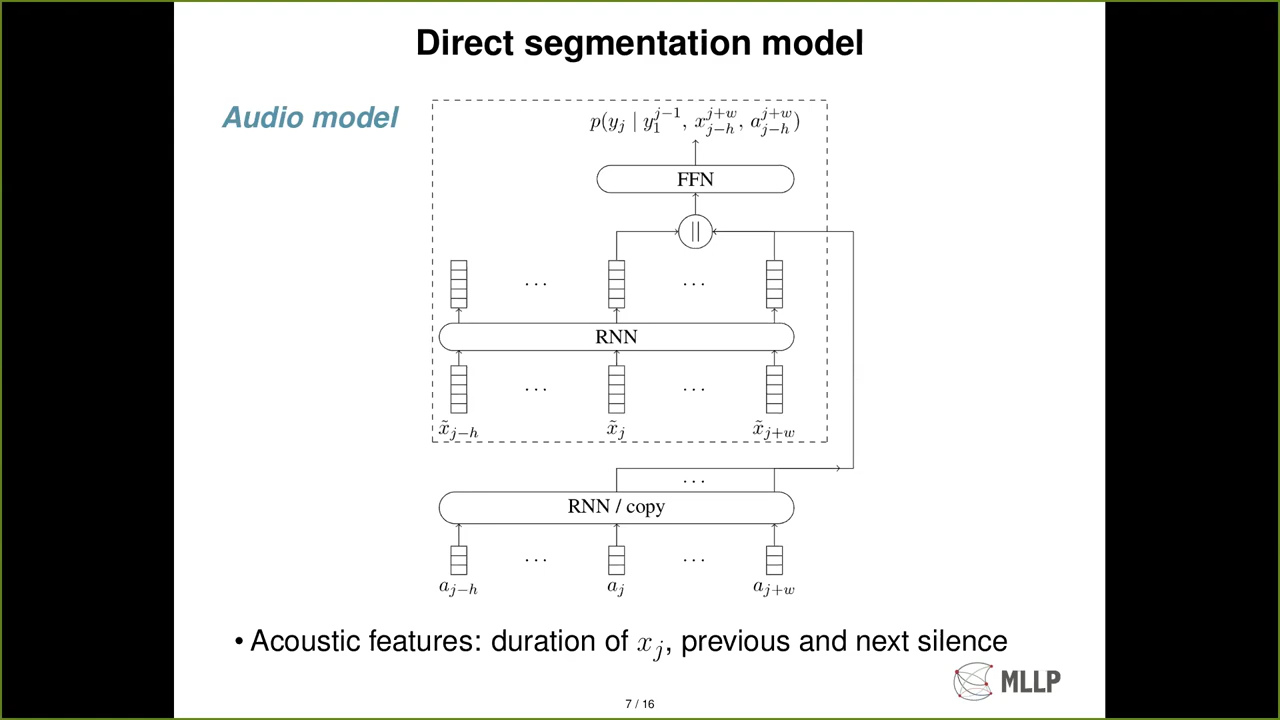 Direct segmentation model
Audio model
p(y_j | y_1^{j-1}, x_{j-h}^{j+w}, a_{j-h}^{j+w})
FFN
||
... ...
RNN
... ...
x̃_{j-h} x̃_j x̃_{j+w}
...
RNN / copy
... ...
a_{j-h} a_j a_{j+w}
• Acoustic features: duration of x_j, previous and next silence
MLLP
7 / 16